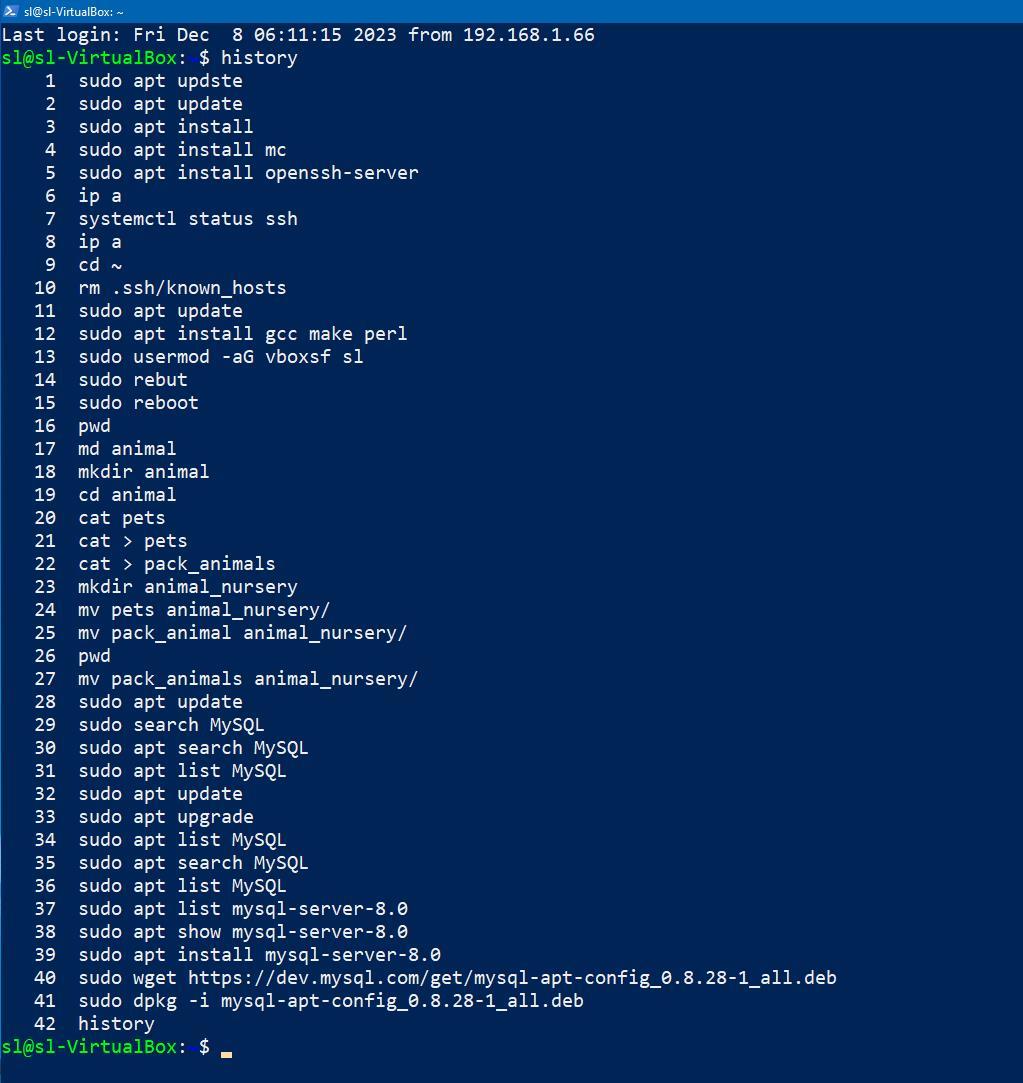 sl@sl-VirtualBox: ~
Last login: Fri Dec  8 06:11:15 2023 from 192.168.1.66
sl@sl-VirtualBox:~$ history
    1  sudo apt updste
    2  sudo apt update
    3  sudo apt install
    4  sudo apt install mc
    5  sudo apt install openssh-server
    6  ip a
    7  systemctl status ssh
    8  ip a
    9  cd ~
   10  rm .ssh/known_hosts
   11  sudo apt update
   12  sudo apt install gcc make perl
   13  sudo usermod -aG vboxsf sl
   14  sudo rebut
   15  sudo reboot
   16  pwd
   17  md animal
   18  mkdir animal
   19  cd animal
   20  cat pets
   21  cat > pets
   22  cat > pack_animals
   23  mkdir animal_nursery
   24  mv pets animal_nursery/
   25  mv pack_animal animal_nursery/
   26  pwd
   27  mv pack_animals animal_nursery/
   28  sudo apt update
   29  sudo search MySQL
   30  sudo apt search MySQL
   31  sudo apt list MySQL
   32  sudo apt update
   33  sudo apt upgrade
   34  sudo apt list MySQL
   35  sudo apt search MySQL
   36  sudo apt list MySQL
   37  sudo apt list mysql-server-8.0
   38  sudo apt show mysql-server-8.0
   39  sudo apt install mysql-server-8.0
   40  sudo wget https://dev.mysql.com/get/mysql-apt-config_0.8.28-1_all.deb
   41  sudo dpkg -i mysql-apt-config_0.8.28-1_all.deb
   42  history
sl@sl-VirtualBox:~$